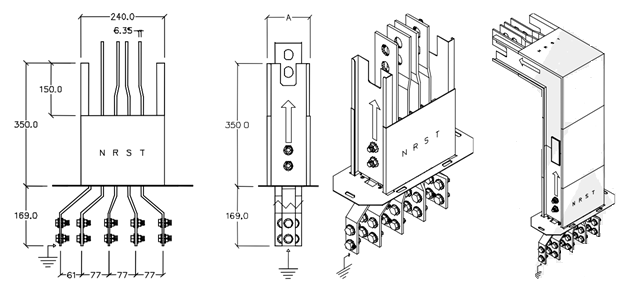 240.0
6.35
150.0
350.0
N R S T
169.0
61 77 77 77
A
350.0
169.0
N R S T
N R S T